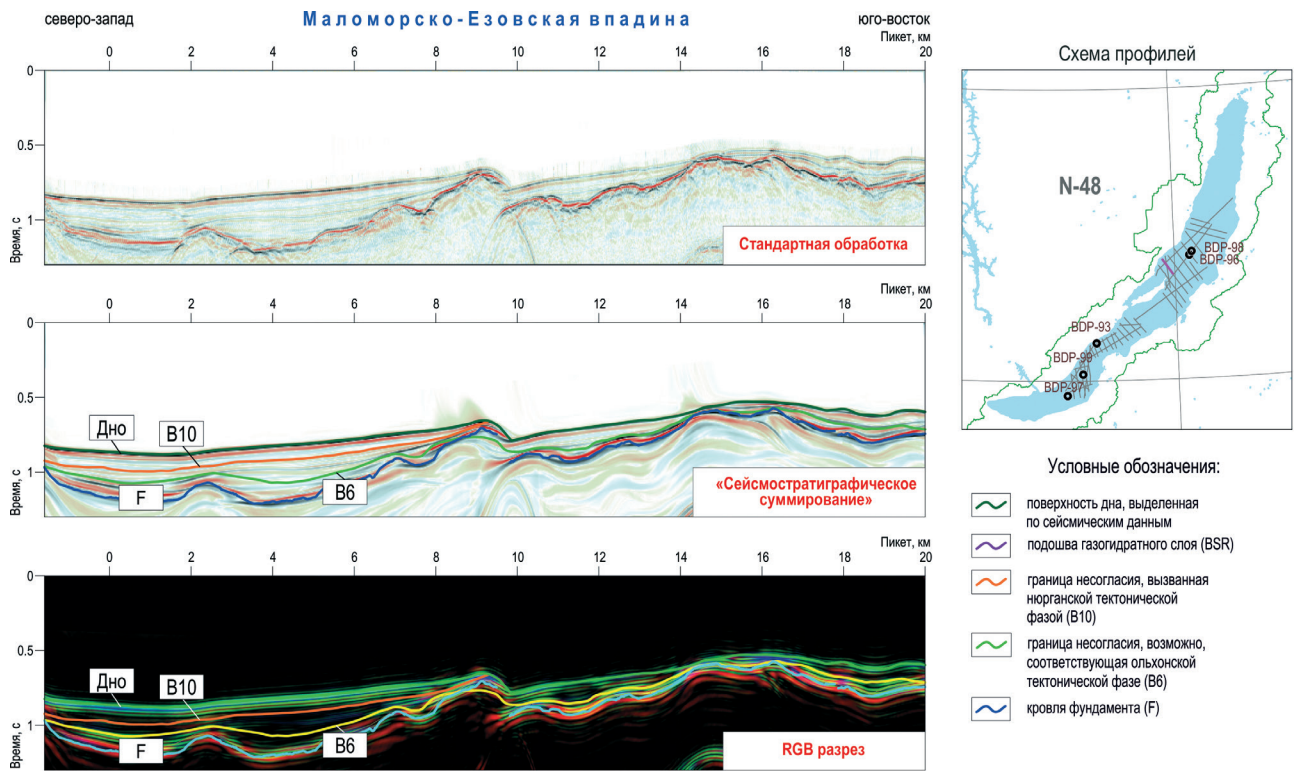 северо-запад
Маломорско-Езовская впадина
юго-восток
Пикет, км
0 2 4 6 8 10 12 14 16 18 20
0
0.5
1
Время, с
Стандартная обработка
Пикет, км
0 2 4 6 8 10 12 14 16 18 20
0
0.5
1
Время, с
Дно
B10
F
B6
«Сейсмостратиграфическое
суммирование»
Пикет, км
0 2 4 6 8 10 12 14 16 18 20
0
0.5
1
Время, с
Дно
B10
F
B6
RGB разрез
Схема профилей
N-48
BDP-98
BDP-96
BDP-93
BDP-99
BDP-97
Условные обозначения:
поверхность дна, выделенная
по сейсмическим данным
подошва газогидратного слоя (BSR)
граница несогласия, вызванная
нюрганской тектонической
фазой (B10)
граница несогласия, возможно,
соответствующая ольхонской
тектонической фазе (B6)
кровля фундамента (F)